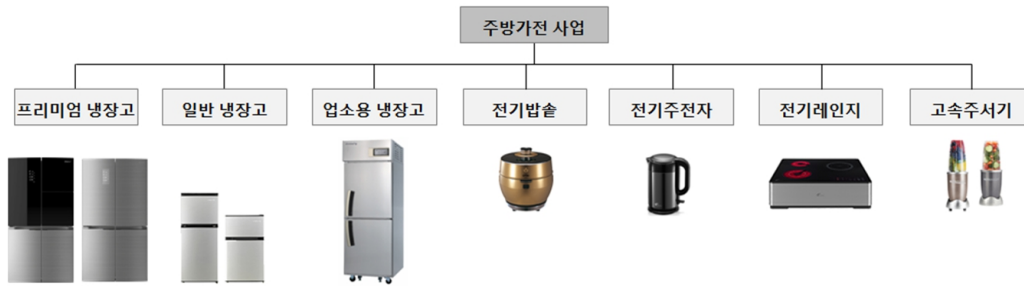 주방가전 사업
프리미엄 냉장고
일반 냉장고
업소용 냉장고
전기밥솥
전기주전자
전기레인지
고속주서기